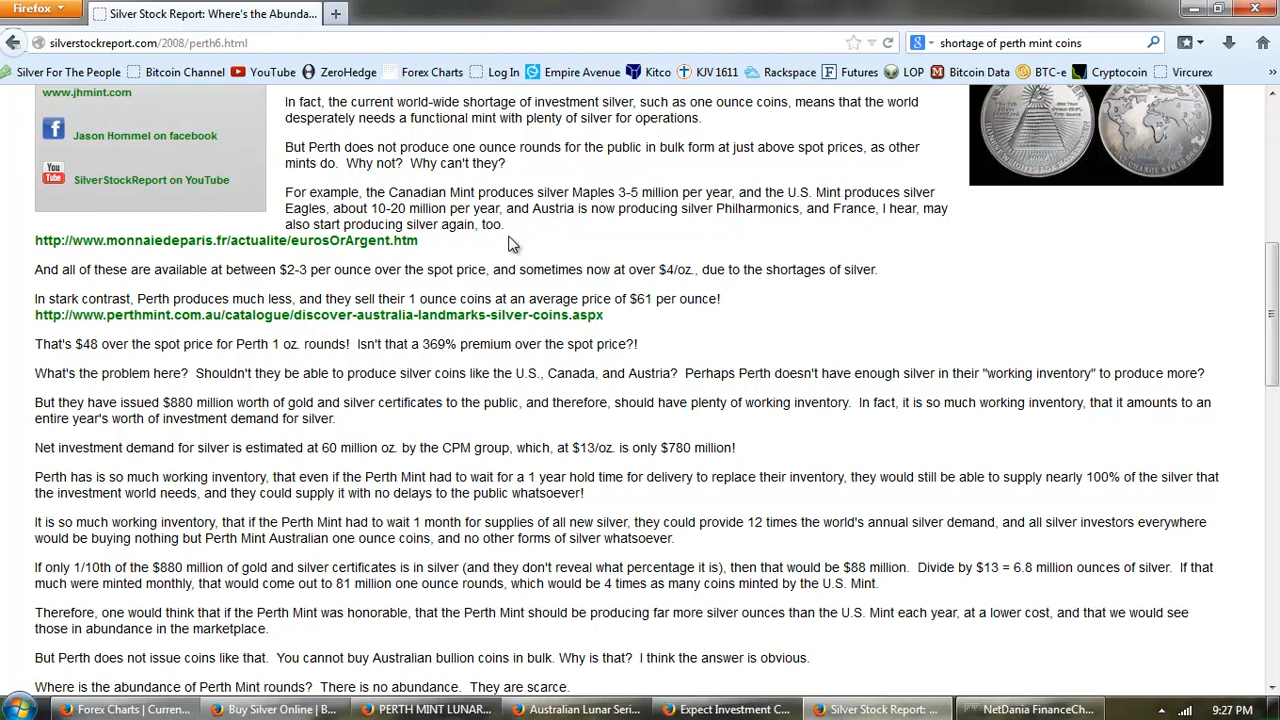 Firefox
Silver Stock Report: Where's the Abunda...
silverstockreport.com/2008/perth6.html
shortage of perth mint coins
Silver For The People
Bitcoin Channel
YouTube
ZeroHedge
Forex Charts
Log In
Empire Avenue
Kitco
KJV 1611
Rackspace
Futures
LOP
Bitcoin Data
BTC-e
Cryptocoin
Vircurex
www.jhmint.com
Jason Hommel on facebook
You Tube
SilverStockReport on YouTube
In fact, the current world-wide shortage of investment silver, such as one ounce coins, means that the world
desperately needs a functional mint with plenty of silver for operations.
But Perth does not produce one ounce rounds for the public in bulk form at just above spot prices, as other
mints do.  Why not?  Why can't they?
For example, the Canadian Mint produces silver Maples 3-5 million per year, and the U.S. Mint produces silver
Eagles, about 10-20 million per year, and Austria is now producing silver Philharmonics, and France, I hear, may
also start producing silver again, too.
http://www.monnaiedeparis.fr/actualite/eurosOrArgent.htm
And all of these are available at between $2-3 per ounce over the spot price, and sometimes now at over $4/oz., due to the shortages of silver.
In stark contrast, Perth produces much less, and they sell their 1 ounce coins at an average price of $61 per ounce!
http://www.perthmint.com.au/catalogue/discover-australia-landmarks-silver-coins.aspx
That's $48 over the spot price for Perth 1 oz. rounds!  Isn't that a 369% premium over the spot price?!
What's the problem here?  Shouldn't they be able to produce silver coins like the U.S., Canada, and Austria?  Perhaps Perth doesn't have enough silver in their "working inventory" to produce more?
But they have issued $880 million worth of gold and silver certificates to the public, and therefore, should have plenty of working inventory.  In fact, it is so much working inventory, that it amounts to an
entire year's worth of investment demand for silver.
Net investment demand for silver is estimated at 60 million oz. by the CPM group, which, at $13/oz. is only $780 million!
Perth has is so much working inventory, that even if the Perth Mint had to wait for a 1 year hold time for delivery to replace their inventory, they would still be able to supply nearly 100% of the silver that
the investment world needs, and they could supply it with no delays to the public whatsoever!
It is so much working inventory, that if the Perth Mint had to wait 1 month for supplies of all new silver, they could provide 12 times the world's annual silver demand, and all silver investors everywhere
would be buying nothing but Perth Mint Australian one ounce coins, and no other forms of silver whatsoever.
If only 1/10th of the $880 million of gold and silver certificates is in silver (and they don't reveal what percentage it is), then that would be $88 million.  Divide by $13 = 6.8 million ounces of silver.  If that
much were minted monthly, that would come out to 81 million one ounce rounds, which would be 4 times as many coins minted by the U.S. Mint.
Therefore, one would think that if the Perth Mint was honorable, that the Perth Mint should be producing far more silver ounces than the U.S. Mint each year, at a lower cost, and that we would see
those in abundance in the marketplace.
But Perth does not issue coins like that.  You cannot buy Australian bullion coins in bulk. Why is that?  I think the answer is obvious.
Where is the abundance of Perth Mint rounds?  There is no abundance.  They are scarce.
Forex Charts | Curren...
Buy Silver Online | B...
PERTH MINT LUNAR...
Australian Lunar Seri...
Expect Investment C...
Silver Stock Report: ...
NetDania FinanceCh...
9:27 PM